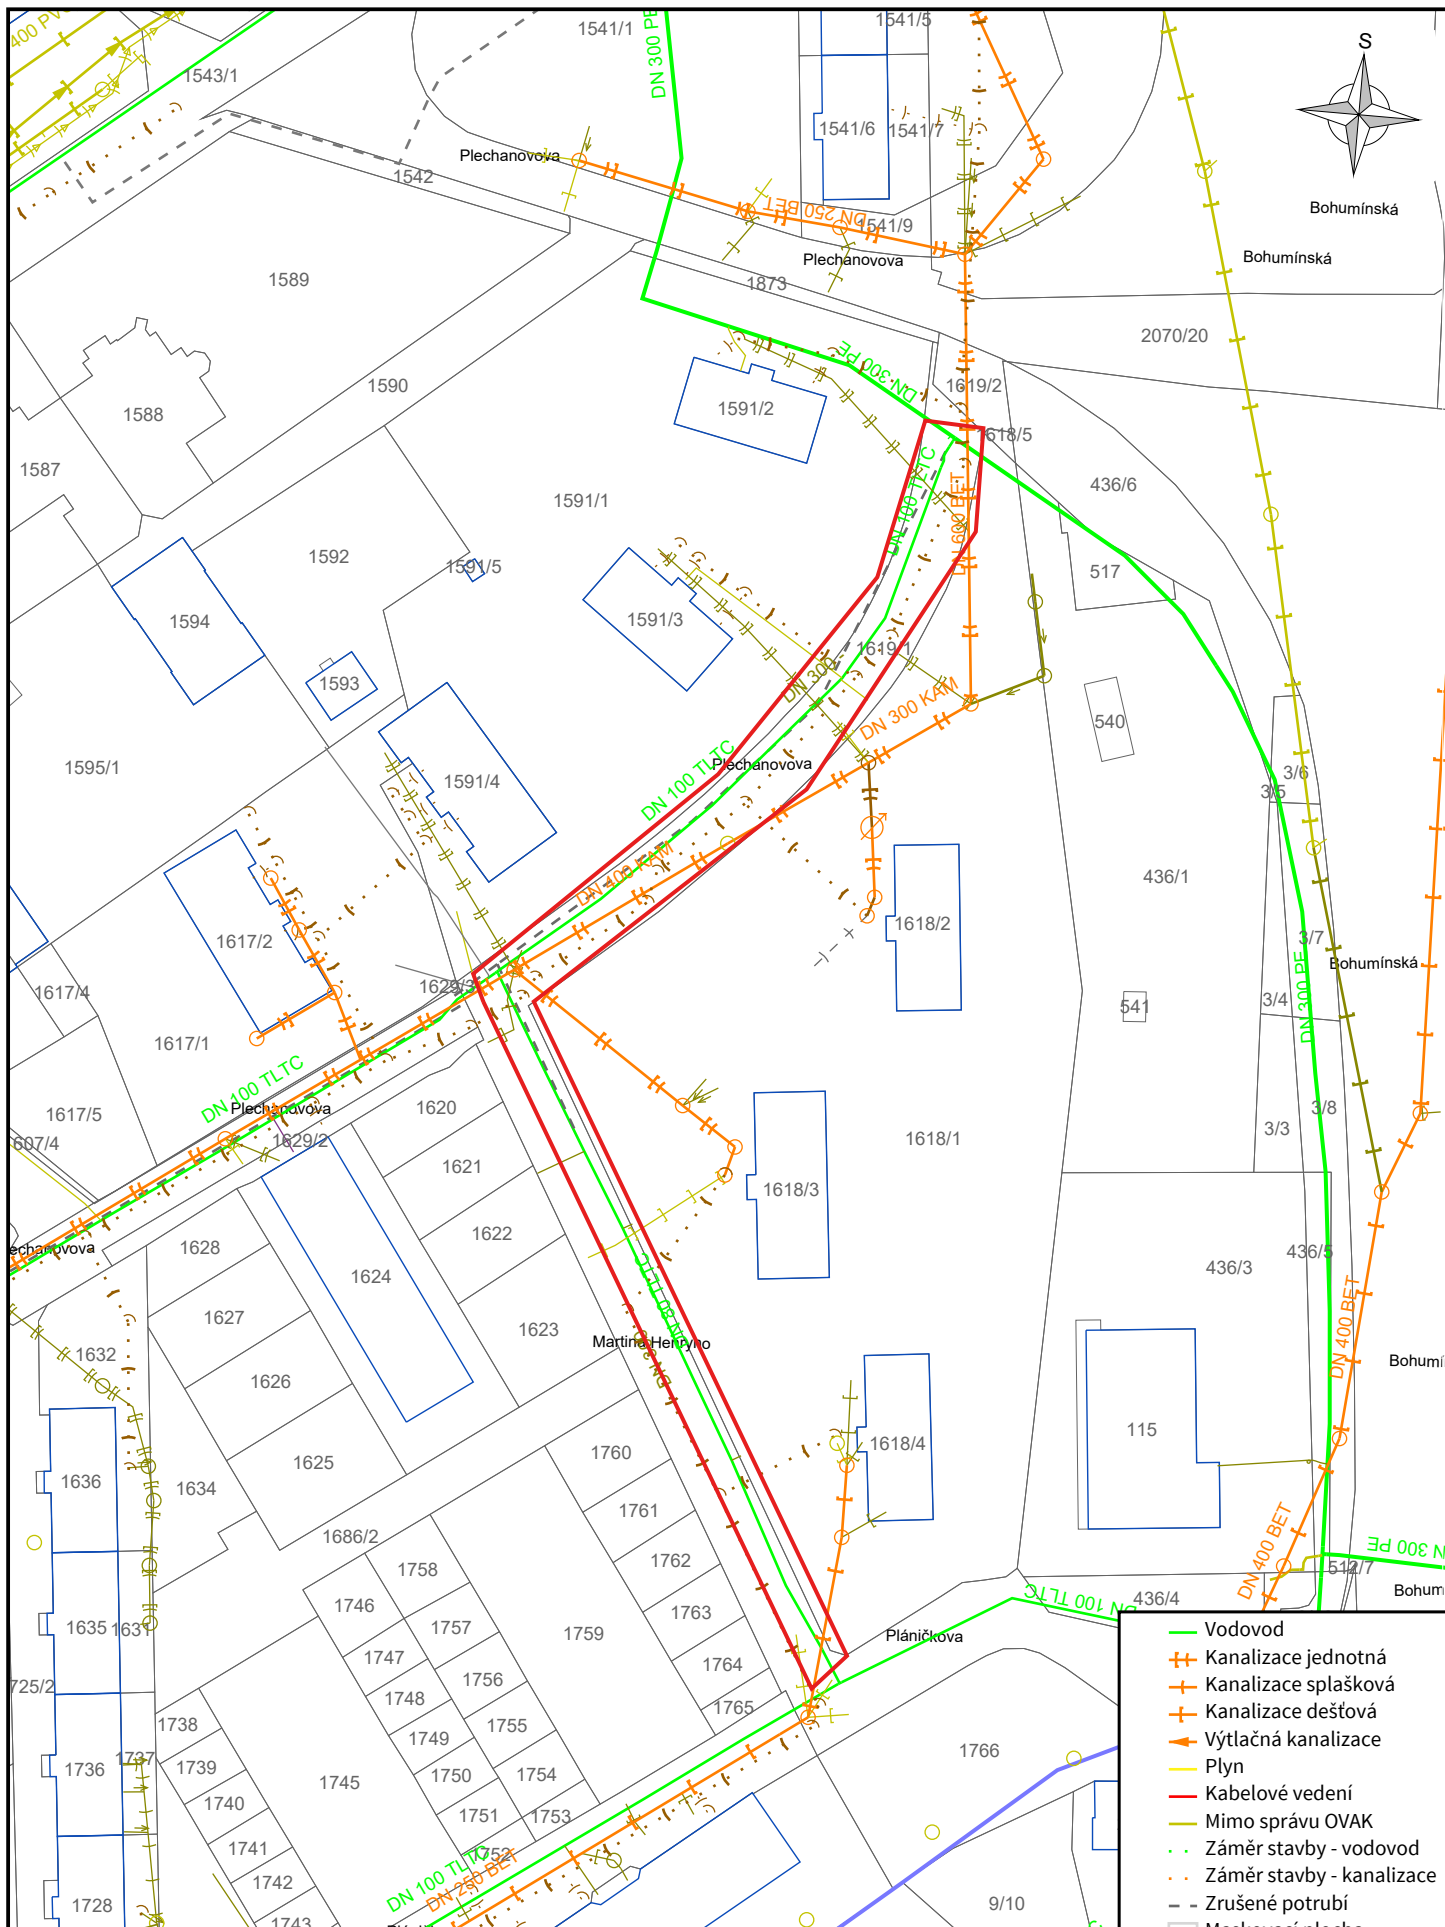 400 PV
1543/1
1541/1
1541/5
DN 300 PE
S
1541/6
1541/7
Plechanovova
1542
DN 250 BET
1541/9
Bohumínská
Plechanovova
Bohumínská
1873
1589
2070/20
DN 300 PE
1590
1619/2
1588
1591/2
1618/5
1587
DN 100 TLTC
436/6
1591/1
DN 600 BET
1592
1591/5
517
1594
1591/3
1619/1
1593
DN 300
DN 300 KAM
540
1595/1
1591/4
DN 100 TLTC
Plechanovova
3/6
3/5
DN 400 KAM
436/1
1617/2
1618/2
3/7
Bohumínská
1617/4
1629/3
3/4
541
DN 300 PE
1617/1
DN 100 TLTC
1617/5
Plechanovova
1620
3/8
607/4
1629/2
1618/1
3/3
1621
1618/3
1622
echanovova
1628
436/5
436/3
1624
1627
DN 80 TLTC
1623
Martina Henryho
DN 400 BET
1632
DN 300
Bohumí
1626
115
1760
1618/4
1625
1636
1634
1761
1686/2
DN 400 BET
DN 300 PE
1758
1762
512/7
1746
Bohum
436/4
DN 100 TLTC
1635
1631
1757
1763
1759
Pláničkova
1747
1764
1756
725/2
1748
1765
1738
1755
1749
1766
1736
1737
1739
1745
1750
1754
1740
1751
1753
1741
1752
1742
DN 100 TLTC
DN 250 BET
1728
1743
9/10
Vodovod
Kanalizace jednotná
Kanalizace splašková
Kanalizace dešťová
Výtlačná kanalizace
Plyn
Kabelové vedení
Mimo správu OVAK
Záměr stavby - vodovod
Záměr stavby - kanalizace
Zrušené potrubí